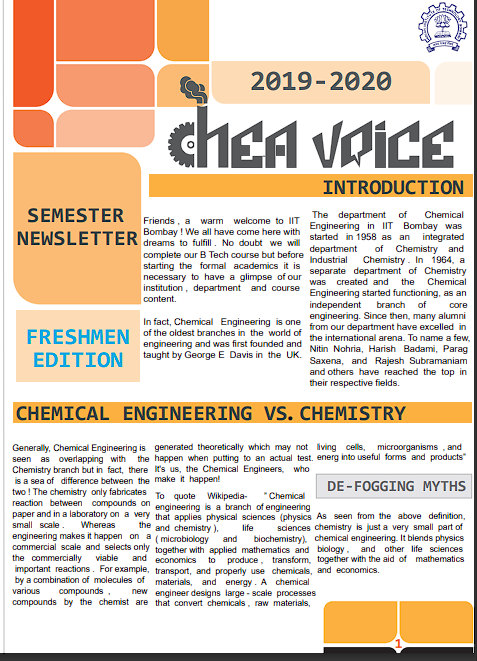 2019-2020
CHEA VOICE
INTRODUCTION
SEMESTER
NEWSLETTER
FRESHMEN
EDITION
Friends , a warm welcome to IIT
Bombay ! We all have come here with
dreams to fulfill . No doubt we will
complete our B Tech course but before
starting the formal academics it is
necessary to have a glimpse of our
institution , department and course
content.
In fact, Chemical Engineering is one
of the oldest branches in the world of
engineering and was first founded and
taught by George E Davis in the UK.
The department of Chemical
Engineering in IIT Bombay was
started in 1958 as an integrated
department of Chemistry and
Industrial Chemistry . In 1964, a
separate department of Chemistry
was created and the Chemical
Engineering started functioning, as an
independent branch of core
engineering. Since then, many alumni
from our department have excelled in
the international arena. To name a few,
Nitin Nohria, Harish Badami, Parag
Saxena, and Rajesh Subramaniam
and others have reached the top in
their respective fields.
CHEMICAL ENGINEERING VS. CHEMISTRY
Generally, Chemical Engineering is
seen as overlapping with the
Chemistry branch but in fact, there
is a sea of difference between the
two ! The chemistry only fabricates
reaction between compounds on
paper and in a laboratory on a very
small scale . Whereas the
engineering makes it happen on a
commercial scale and selects only
the commercially viable and
important reactions . For example,
by a combination of molecules of
various compounds , new
compounds by the chemist are
generated theoretically which may not
happen when putting to an actual test.
It's us, the Chemical Engineers, who
make it happen!
To quote Wikipedia- “ Chemical
engineering is a branch of engineering
that applies physical sciences (physics
and chemistry ), life sciences
( microbiology and biochemistry),
together with applied mathematics and
economics to produce , transform,
transport, and properly use chemicals,
materials, and energy . A chemical
engineer designs large - scale processes
that convert chemicals , raw materials,
living cells, microorganisms , and
energ into useful forms and products”
DE-FOGGING MYTHS
As seen from the above definition,
chemistry is just a very small part of
chemical engineering. It blends physics
biology , and other life sciences
together with the aid of mathematics
and economics.
1